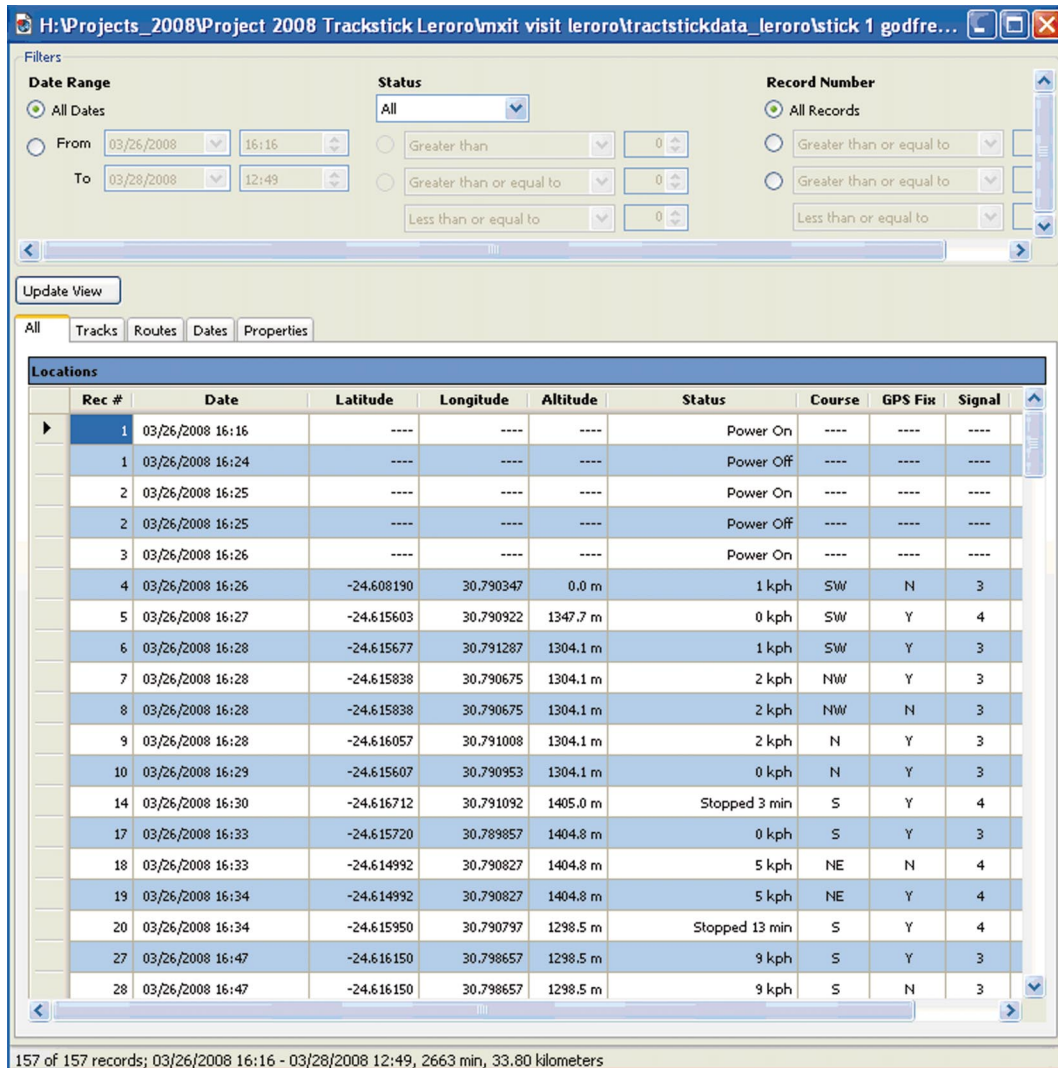 H:\Projects_2008\Project 2008 Trackstick Leroro\mxit visit leroro\tractstickdata_leroro\stick 1 godfre...
Filters
Date Range Status Record Number
All Dates All All Records
From 03/26/2008 16:16 Greater than 0 Greater than or equal to
To 03/28/2008 12:49 Greater than or equal to 0 Greater than or equal to
Less than or equal to 0 Less than or equal to
Update View
All Tracks Routes Dates Properties
Locations
Rec # Date Latitude Longitude Altitude Status Course GPS Fix Signal
1 03/26/2008 16:16 ---- ---- ---- Power On ---- ---- ----
1 03/26/2008 16:24 ---- ---- ---- Power Off ---- ---- ----
2 03/26/2008 16:25 ---- ---- ---- Power On ---- ---- ----
2 03/26/2008 16:25 ---- ---- ---- Power Off ---- ---- ----
3 03/26/2008 16:26 ---- ---- ---- Power On ---- ---- ----
4 03/26/2008 16:26 -24.608190 30.790347 0.0 m 1 kph SW N 3
5 03/26/2008 16:27 -24.615603 30.790922 1347.7 m 0 kph SW Y 4
6 03/26/2008 16:28 -24.615677 30.791287 1304.1 m 1 kph SW Y 3
7 03/26/2008 16:28 -24.615838 30.790675 1304.1 m 2 kph NW Y 3
8 03/26/2008 16:28 -24.615838 30.790675 1304.1 m 2 kph NW N 3
9 03/26/2008 16:28 -24.616057 30.791008 1304.1 m 2 kph N Y 3
10 03/26/2008 16:29 -24.615607 30.790953 1304.1 m 0 kph N Y 3
14 03/26/2008 16:30 -24.616712 30.791092 1405.0 m Stopped 3 min S Y 4
17 03/26/2008 16:33 -24.615720 30.789857 1404.8 m 0 kph S Y 3
18 03/26/2008 16:33 -24.614992 30.790827 1404.8 m 5 kph NE N 4
19 03/26/2008 16:34 -24.614992 30.790827 1404.8 m 5 kph NE Y 4
20 03/26/2008 16:34 -24.615950 30.790797 1298.5 m Stopped 13 min S Y 4
27 03/26/2008 16:47 -24.616150 30.798657 1298.5 m 9 kph S Y 3
28 03/26/2008 16:47 -24.616150 30.798657 1298.5 m 9 kph S N 3
157 of 157 records; 03/26/2008 16:16 - 03/28/2008 12:49, 2663 min, 33.80 kilometers